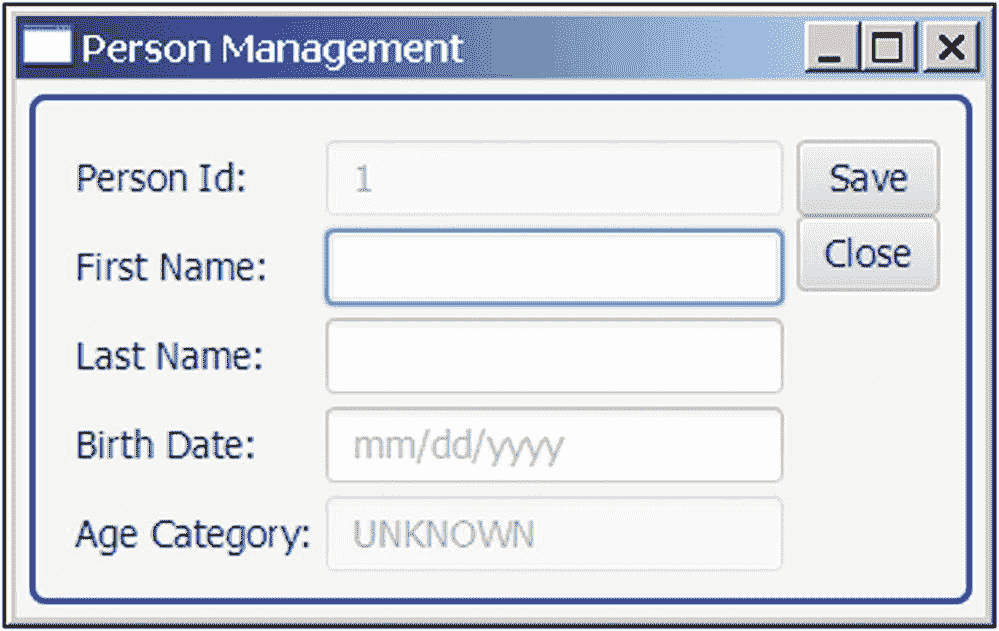 Person Management
Person Id: 1 Save
First Name: Close
Last Name:
Birth Date: mm/dd/yyyy
Age Category: UNKNOWN